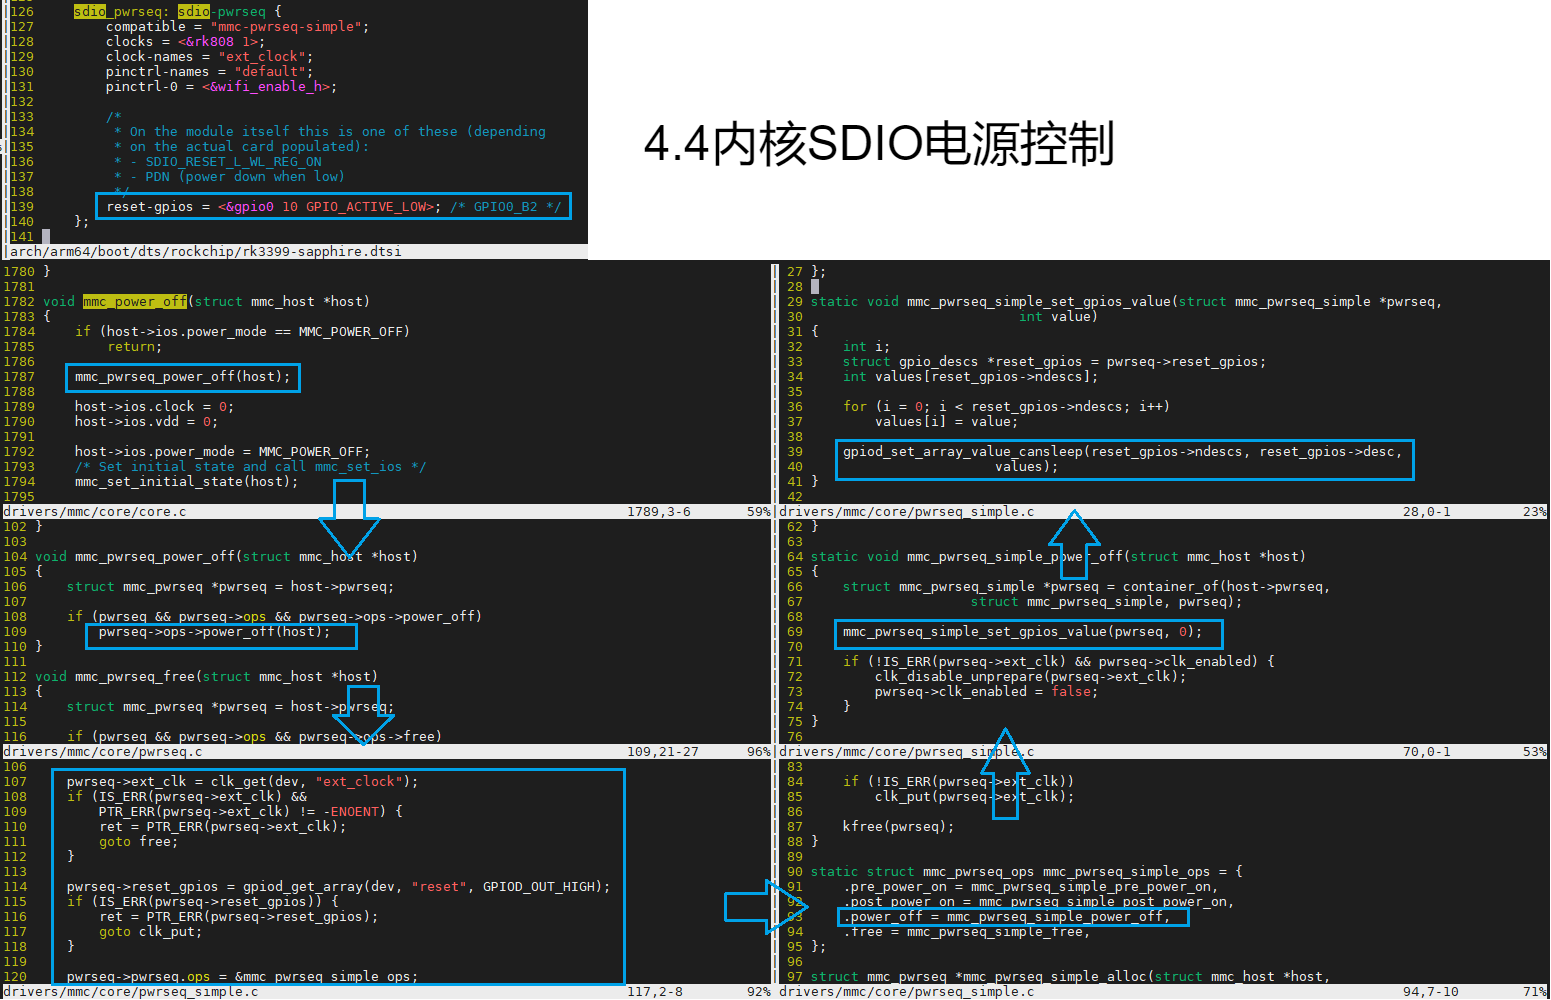 126     sdio_pwrseq: sdio-pwrseq {
127         compatible = "mmc-pwrseq-simple";
128         clocks = <&rk808 1>;
129         clock-names = "ext_clock";
130         pinctrl-names = "default";
131         pinctrl-0 = <&wifi_enable_h>;
132
133         /*
134          * On the module itself this is one of these (depending
135          * on the actual card populated):
136          * - SDIO_RESET_L_WL_REG_ON
137          * - PDN (power down when low)
138          */
139         reset-gpios = <&gpio0 10 GPIO_ACTIVE_LOW>; /* GPIO0_B2 */
140     };
141
arch/arm64/boot/dts/rockchip/rk3399-sapphire.dtsi
4.4内核SDIO电源控制
1780 }
1781
1782 void mmc_power_off(struct mmc_host *host)
1783 {
1784     if (host->ios.power_mode == MMC_POWER_OFF)
1785         return;
1786
1787     mmc_pwrseq_power_off(host);
1788
1789     host->ios.clock = 0;
1790     host->ios.vdd = 0;
1791
1792     host->ios.power_mode = MMC_POWER_OFF;
1793     /* Set initial state and call mmc_set_ios */
1794     mmc_set_initial_state(host);
1795
drivers/mmc/core/core.c 1789,3-6 59%
102 }
103
104 void mmc_pwrseq_power_off(struct mmc_host *host)
105 {
106     struct mmc_pwrseq *pwrseq = host->pwrseq;
107
108     if (pwrseq && pwrseq->ops && pwrseq->ops->power_off)
109         pwrseq->ops->power_off(host);
110 }
111
112 void mmc_pwrseq_free(struct mmc_host *host)
113 {
114     struct mmc_pwrseq *pwrseq = host->pwrseq;
115
116     if (pwrseq && pwrseq->ops && pwrseq->ops->free)
drivers/mmc/core/pwrseq.c 109,21-27 96%
106
107     pwrseq->ext_clk = clk_get(dev, "ext_clock");
108     if (IS_ERR(pwrseq->ext_clk) &&
109         PTR_ERR(pwrseq->ext_clk) != -ENOENT) {
110         ret = PTR_ERR(pwrseq->ext_clk);
111         goto free;
112     }
113
114     pwrseq->reset_gpios = gpiod_get_array(dev, "reset", GPIOD_OUT_HIGH);
115     if (IS_ERR(pwrseq->reset_gpios)) {
116         ret = PTR_ERR(pwrseq->reset_gpios);
117         goto clk_put;
118     }
119
120     pwrseq->pwrseq.ops = &mmc_pwrseq_simple_ops;
drivers/mmc/core/pwrseq_simple.c 117,2-8 92%
27 };
28
29 static void mmc_pwrseq_simple_set_gpios_value(struct mmc_pwrseq_simple *pwrseq,
30                           int value)
31 {
32     int i;
33     struct gpio_descs *reset_gpios = pwrseq->reset_gpios;
34     int values[reset_gpios->ndescs];
35
36     for (i = 0; i < reset_gpios->ndescs; i++)
37         values[i] = value;
38
39     gpiod_set_array_value_cansleep(reset_gpios->ndescs, reset_gpios->desc,
40                        values);
41 }
42
drivers/mmc/core/pwrseq_simple.c 28,0-1 23%
62 }
63
64 static void mmc_pwrseq_simple_power_off(struct mmc_host *host)
65 {
66     struct mmc_pwrseq_simple *pwrseq = container_of(host->pwrseq,
67                     struct mmc_pwrseq_simple, pwrseq);
68
69     mmc_pwrseq_simple_set_gpios_value(pwrseq, 0);
70
71     if (!IS_ERR(pwrseq->ext_clk) && pwrseq->clk_enabled) {
72         clk_disable_unprepare(pwrseq->ext_clk);
73         pwrseq->clk_enabled = false;
74     }
75 }
76
drivers/mmc/core/pwrseq_simple.c 70,0-1 53%
83
84     if (!IS_ERR(pwrseq->ext_clk))
85         clk_put(pwrseq->ext_clk);
86
87     kfree(pwrseq);
88 }
89
90 static struct mmc_pwrseq_ops mmc_pwrseq_simple_ops = {
91     .pre_power_on = mmc_pwrseq_simple_pre_power_on,
92     .post_power_on = mmc_pwrseq_simple_post_power_on,
93     .power_off = mmc_pwrseq_simple_power_off,
94     .free = mmc_pwrseq_simple_free,
95 };
96
97 struct mmc_pwrseq *mmc_pwrseq_simple_alloc(struct mmc_host *host,
drivers/mmc/core/pwrseq_simple.c 94,7-10 71%